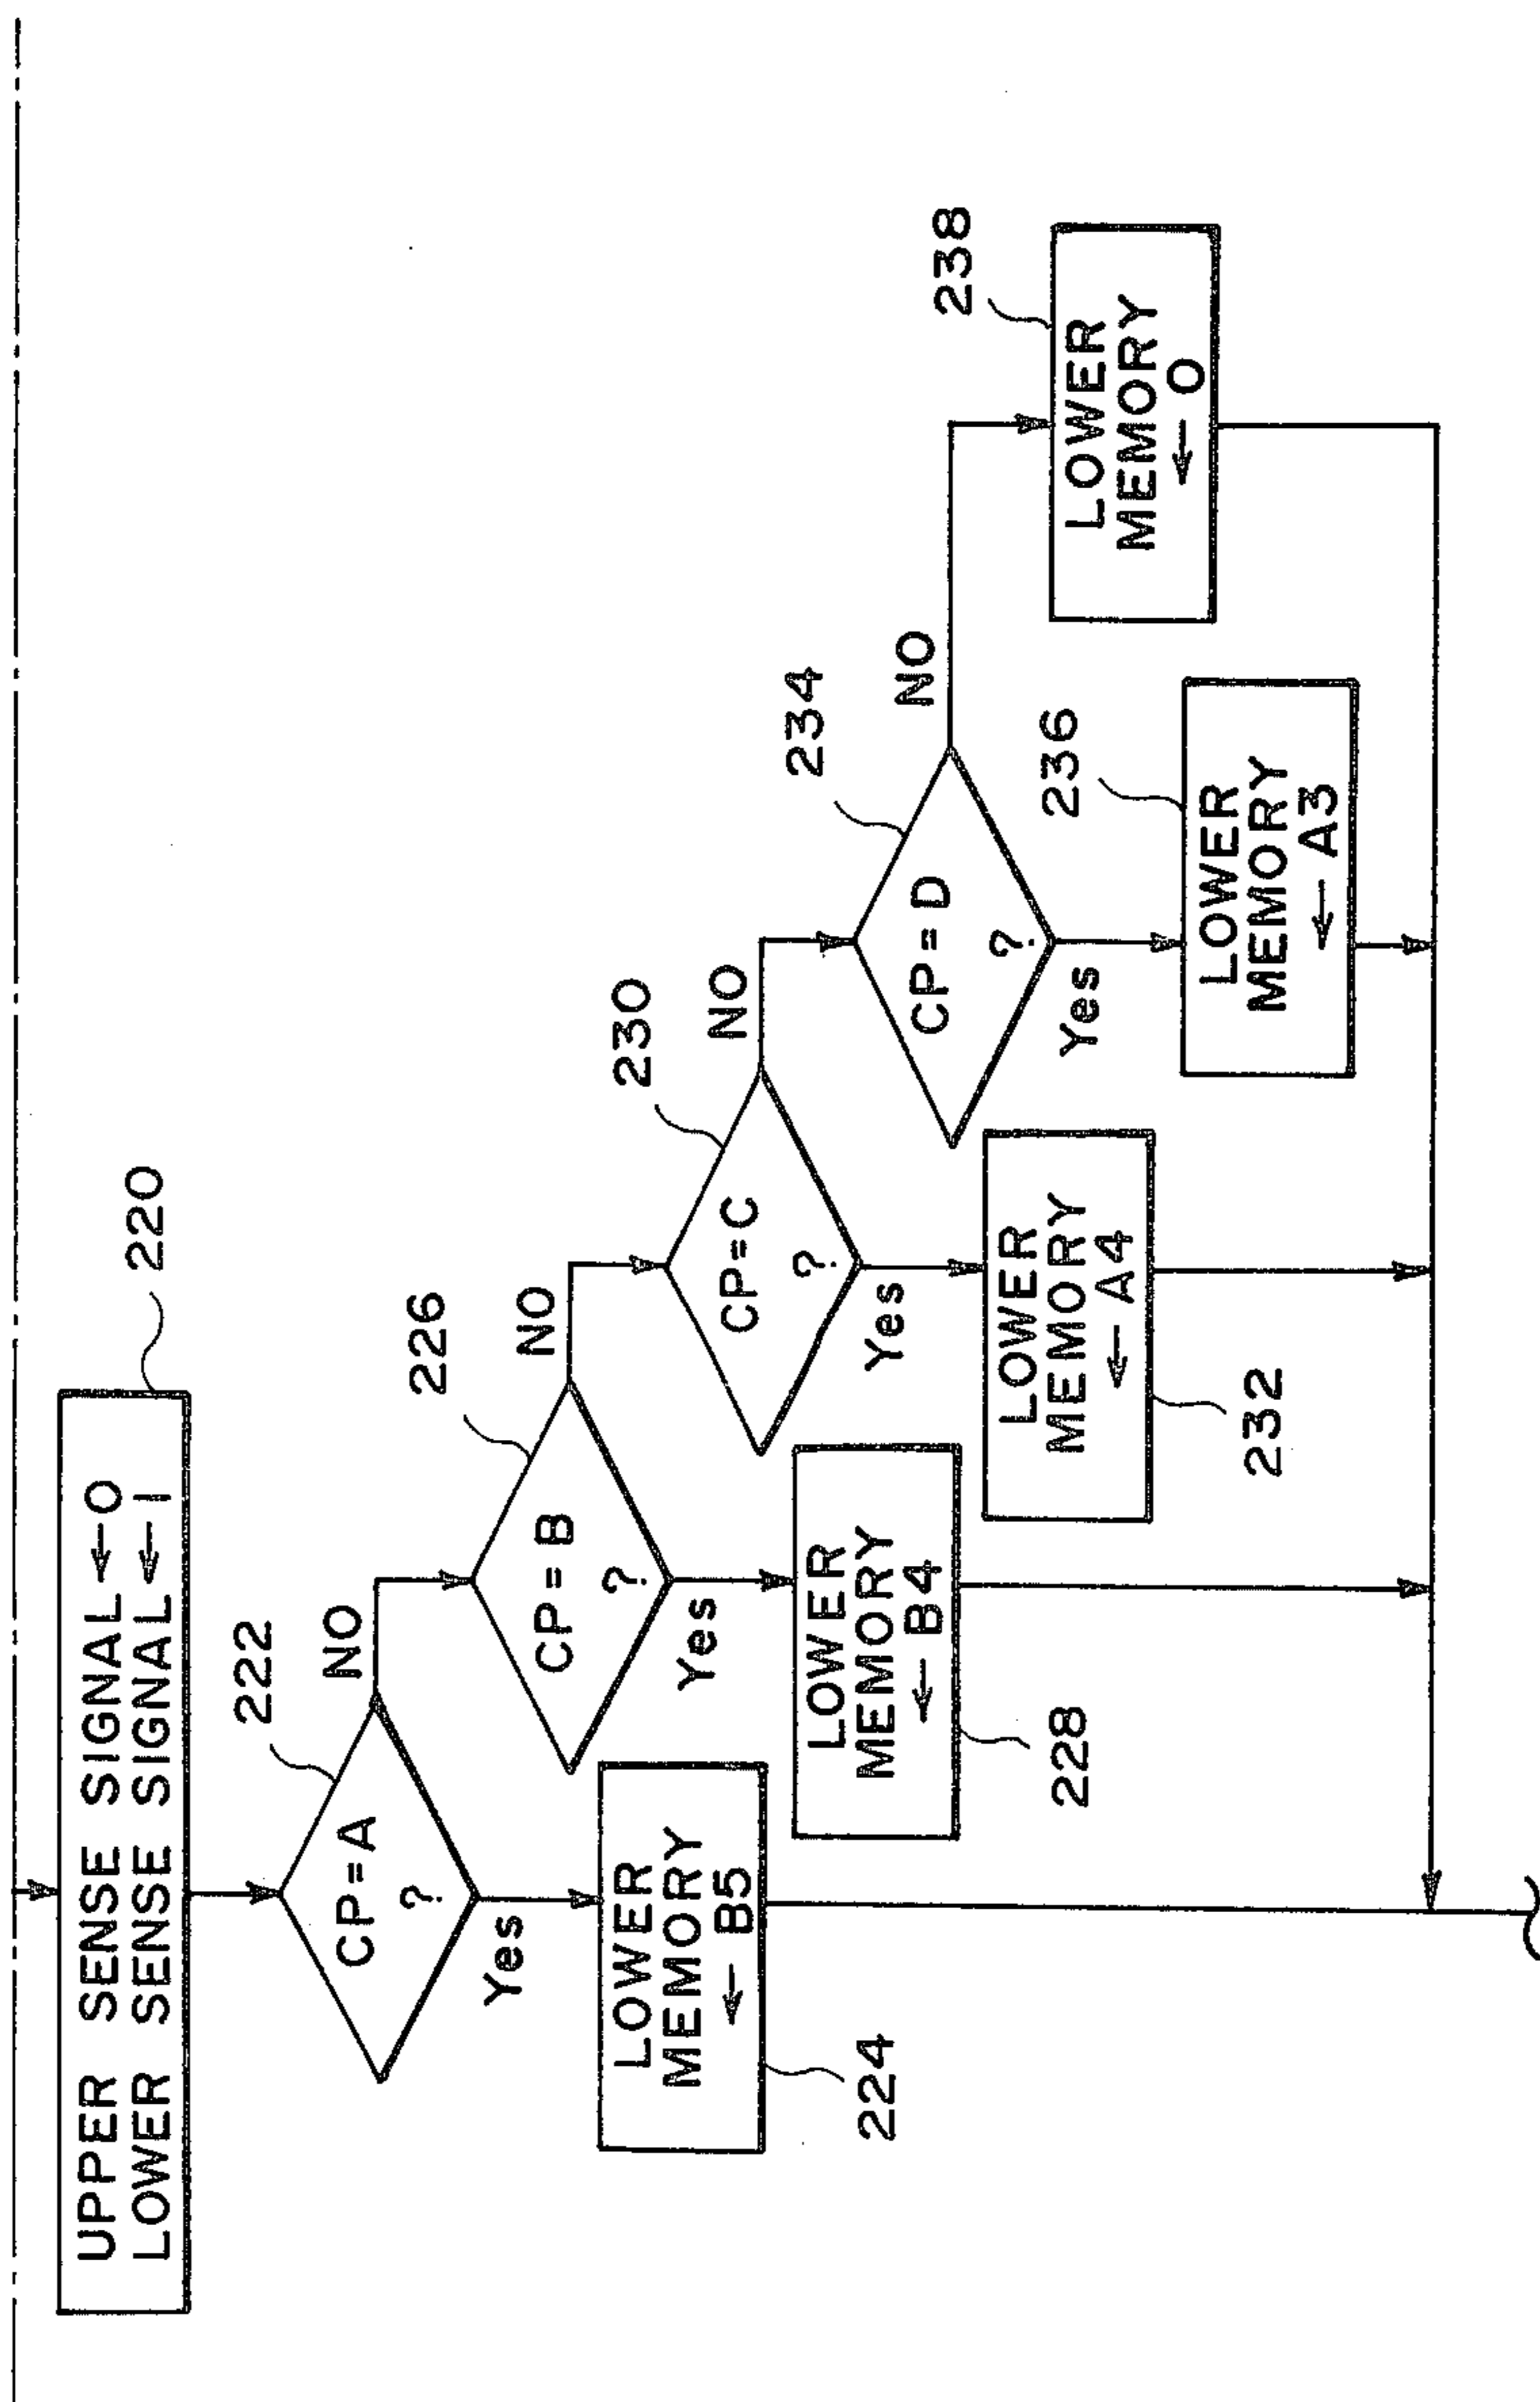 UPPER SENSE SIGNAL ← 0
LOWER SENSE SIGNAL ← 1
220
222
CP = A
?
NO
Yes
LOWER
MEMORY
← B5
224
226
CP = B
?
NO
Yes
LOWER
MEMORY
← B4
228
230
CP = C
?
NO
Yes
LOWER
MEMORY
← A4
232
234
CP = D
?
NO
Yes
236
LOWER
MEMORY
← A3
238
LOWER
MEMORY
← 0